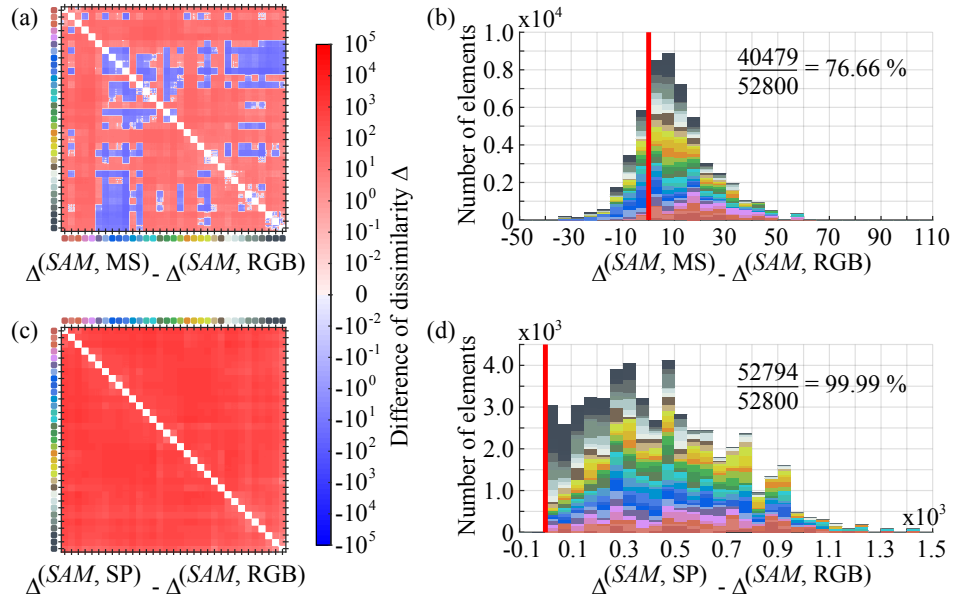 (a)
Δ(SAM, MS) - Δ(SAM, RGB)
10^5
10^4
10^3
10^2
10^1
10^0
10^-1
10^-2
0
-10^-2
-10^-1
-10^0
-10^1
-10^2
-10^3
-10^4
-10^5
Difference of dissimilarity Δ
(b)
x10^4
1.0
0.8
0.6
0.4
0.2
0
Number of elements
40479
52800
= 76.66 %
-50 -30 -10 10 30 50 70 90 110
Δ(SAM, MS) - Δ(SAM, RGB)
(c)
Δ(SAM, SP) - Δ(SAM, RGB)
(d)
x10^3
4.0
3.0
2.0
1.0
0
Number of elements
52794
52800
= 99.99 %
x10^3
-0.1 0.1 0.3 0.5 0.7 0.9 1.1 1.3 1.5
Δ(SAM, SP) - Δ(SAM, RGB)